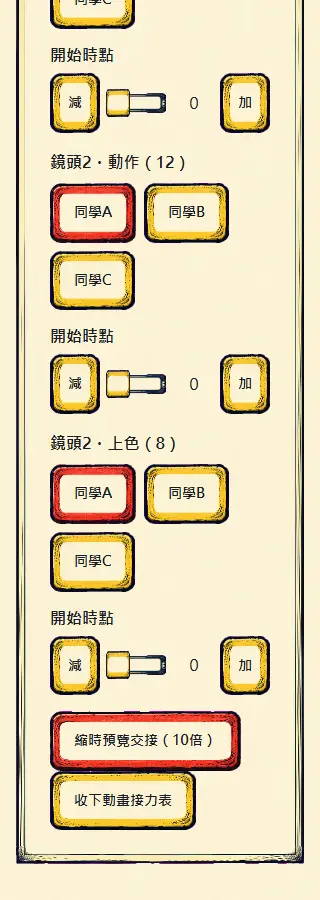 同學C
開始時點
減 0 加
鏡頭2・動作(12)
同學A 同學B
同學C
開始時點
減 0 加
鏡頭2・上色(8)
同學A 同學B
同學C
開始時點
減 0 加
縮時預覽交接(10倍)
收下動畫接力表